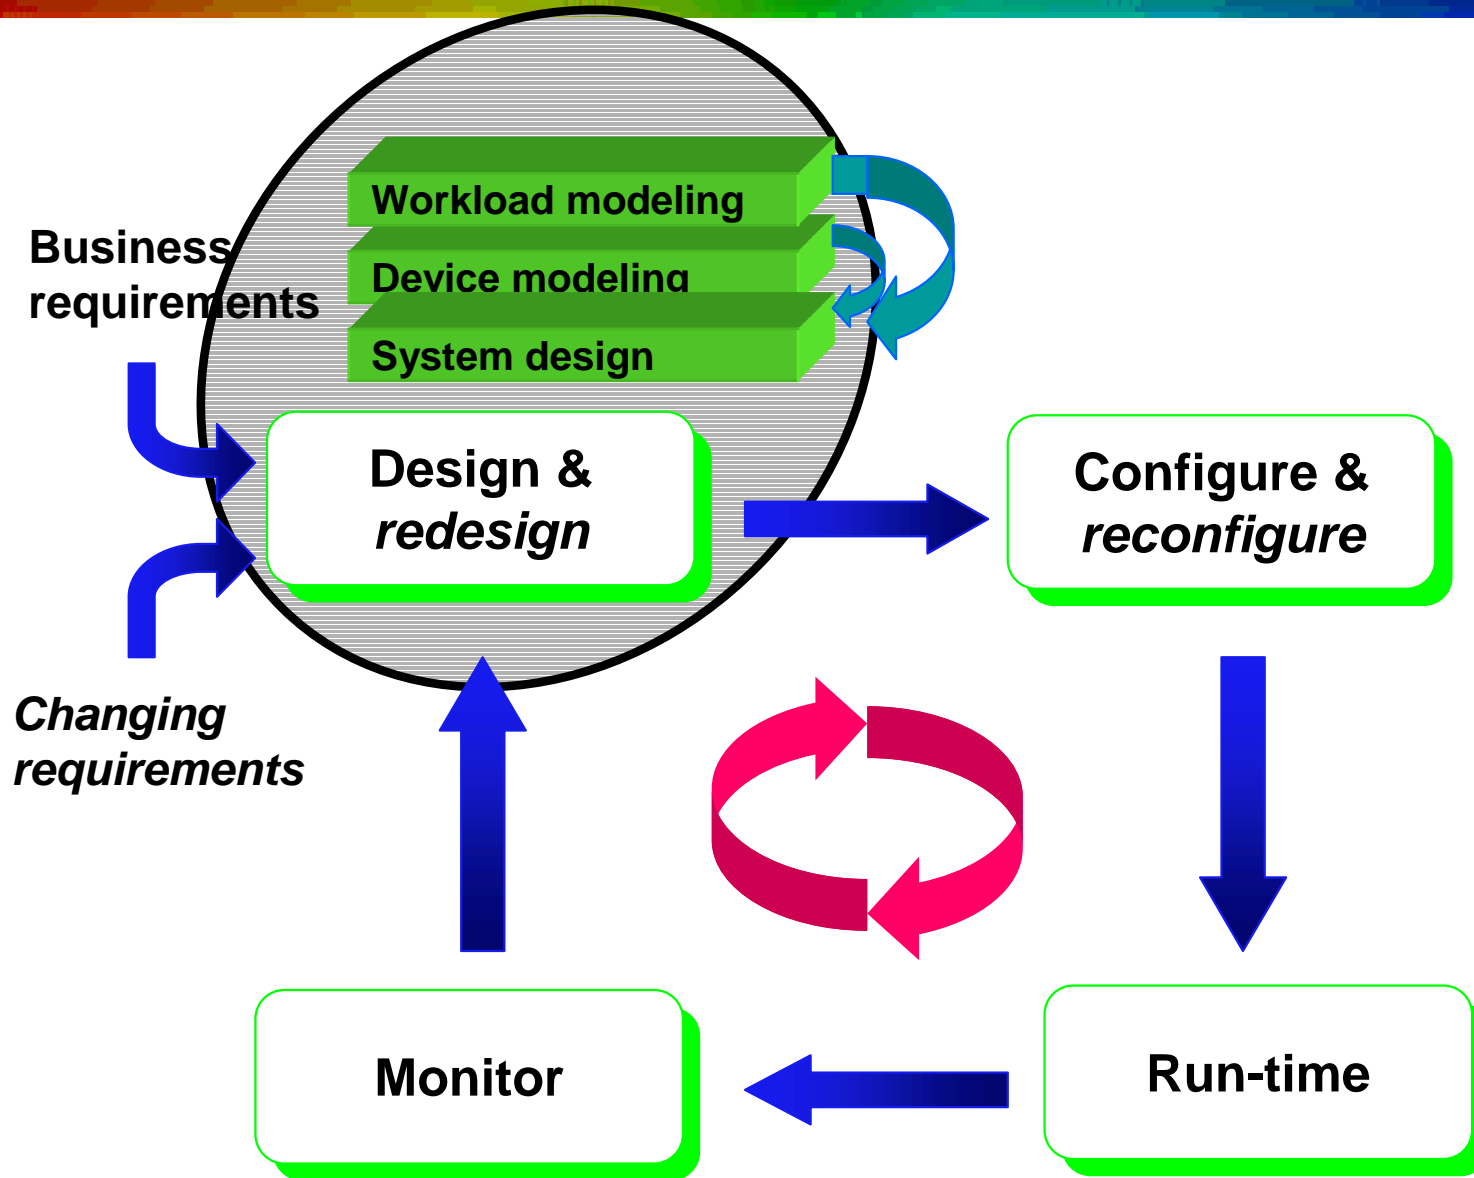 Workload modeling
Business
requirements
Device modeling
System design
Design &
redesign
Configure &
reconfigure
Changing
requirements
Monitor
Run-time